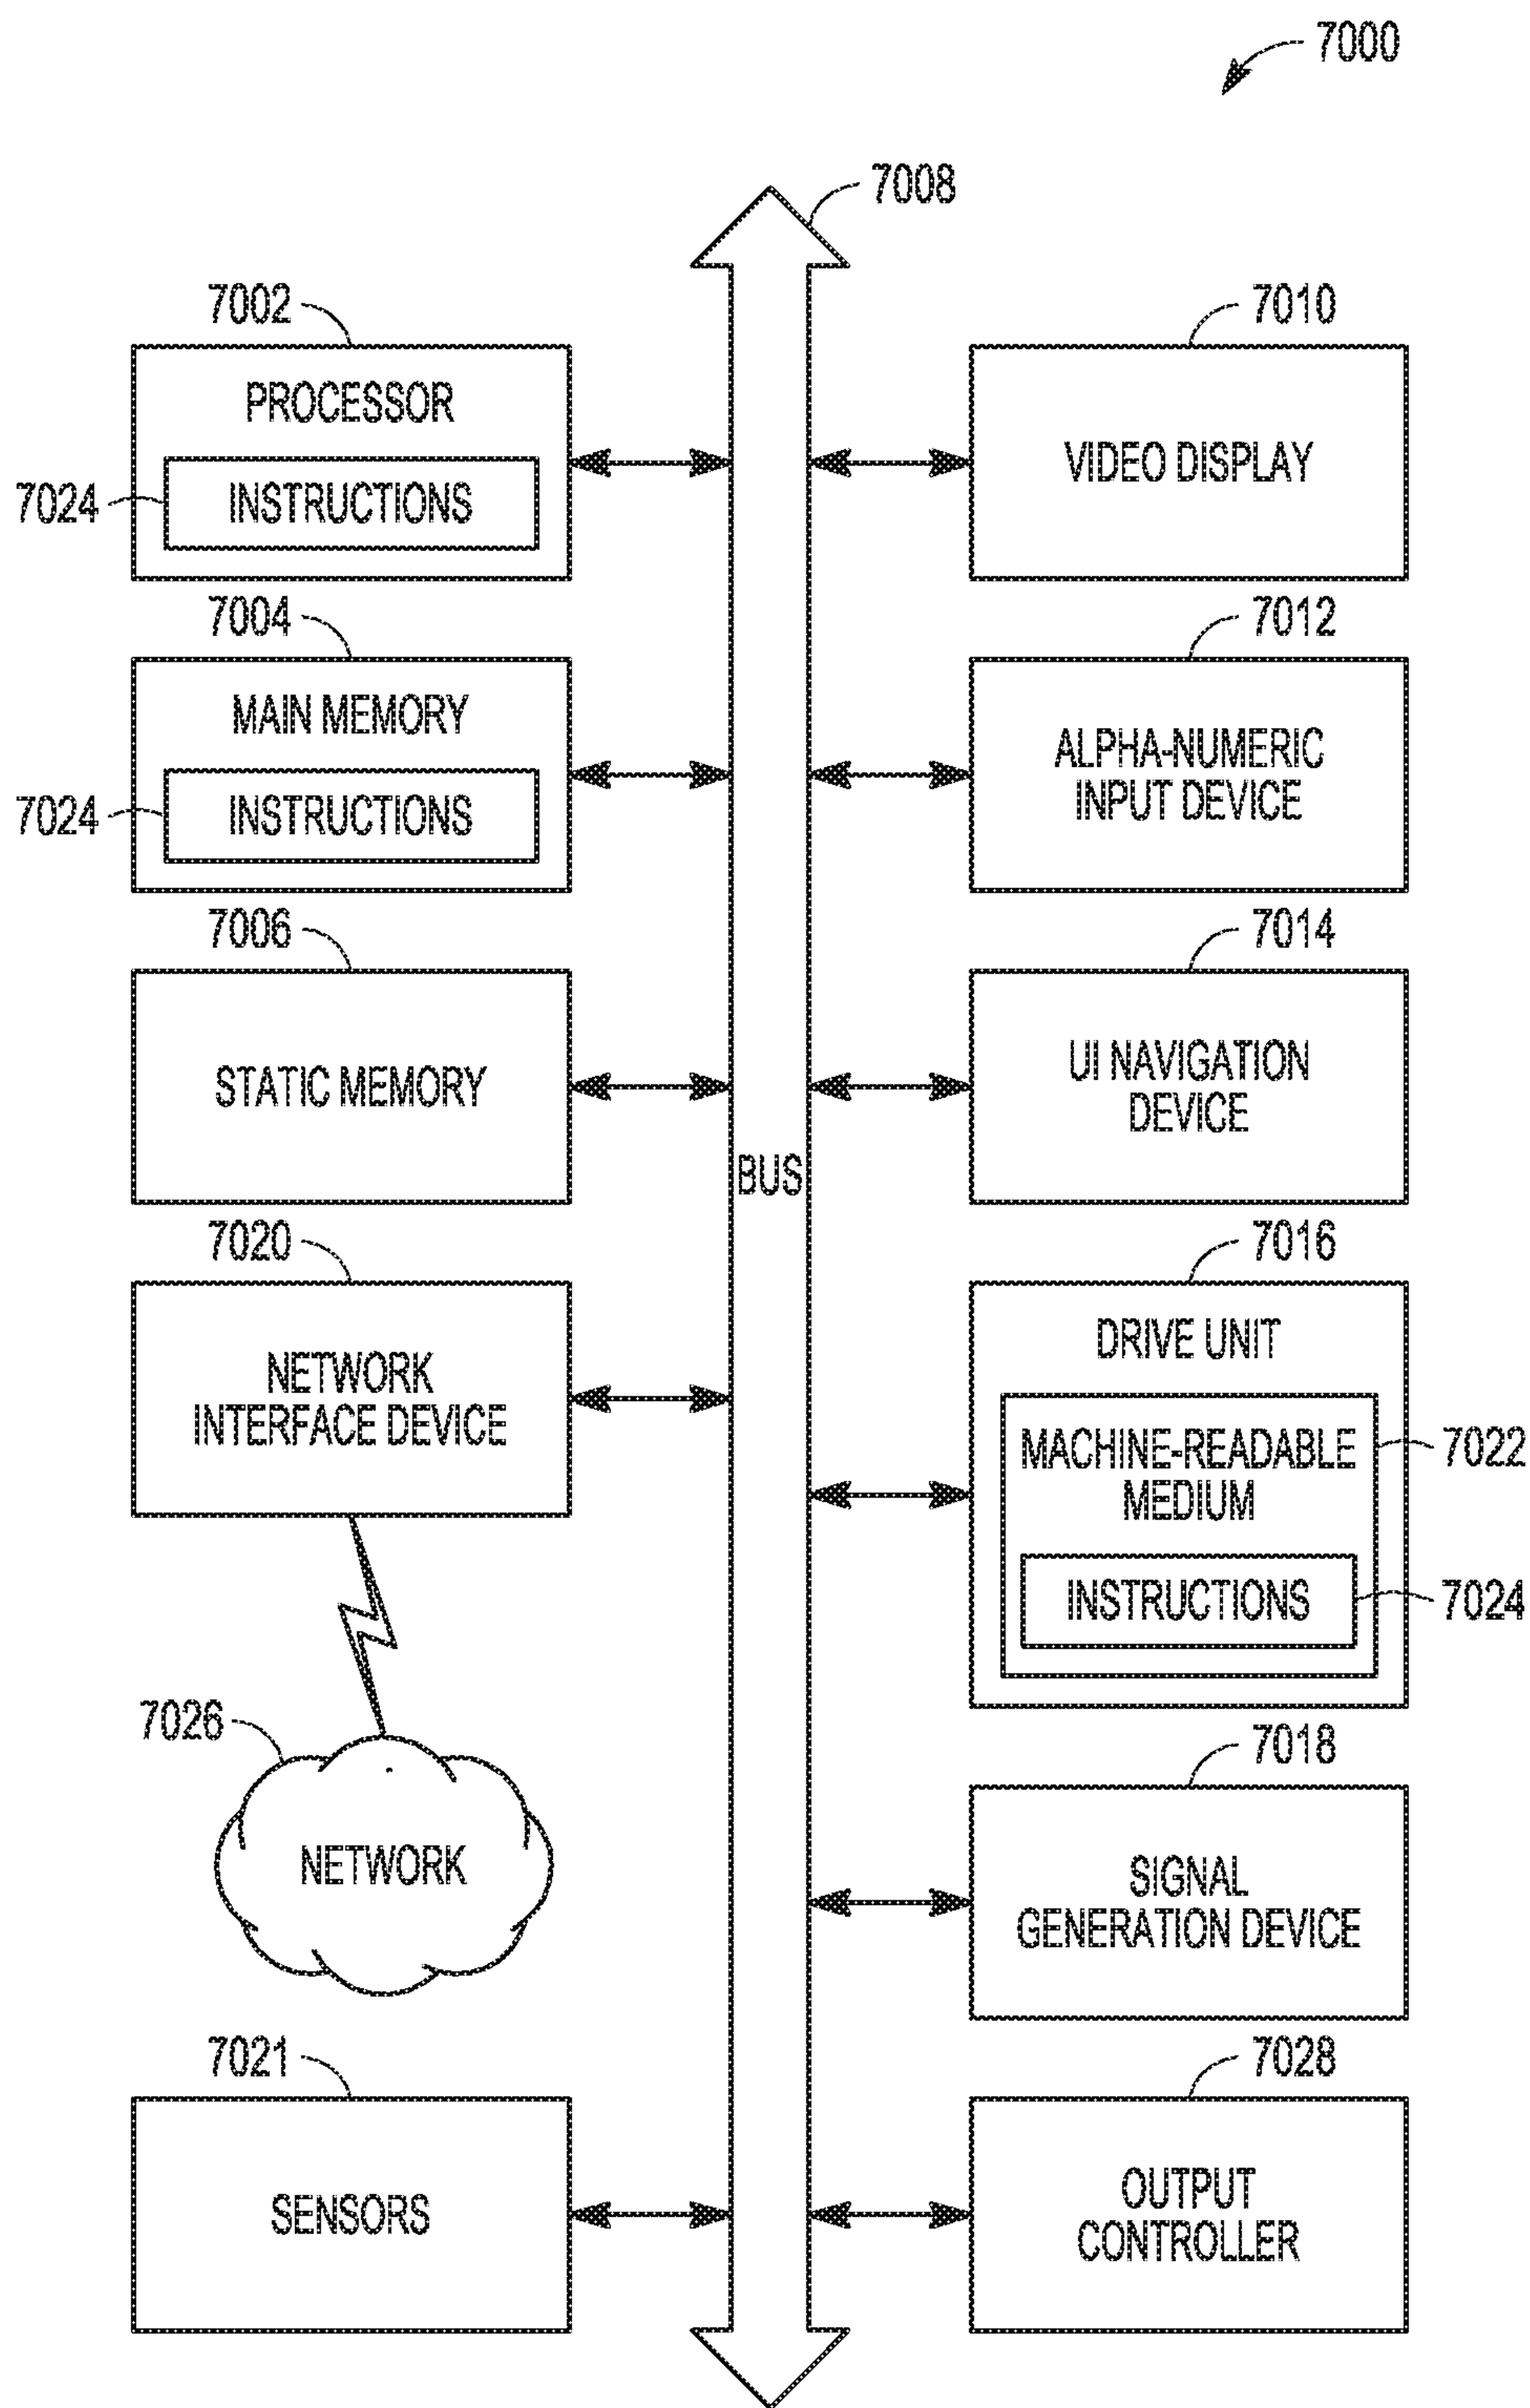 7000
7008
7002
PROCESSOR
7024
INSTRUCTIONS
7004
MAIN MEMORY
7024
INSTRUCTIONS
7006
STATIC MEMORY
7020
NETWORK
INTERFACE DEVICE
7026
NETWORK
7021
SENSORS
BUS
7010
VIDEO DISPLAY
7012
ALPHA-NUMERIC
INPUT DEVICE
7014
UI NAVIGATION
DEVICE
7016
DRIVE UNIT
MACHINE-READABLE
MEDIUM
7022
INSTRUCTIONS
7024
7018
SIGNAL
GENERATION DEVICE
7028
OUTPUT
CONTROLLER